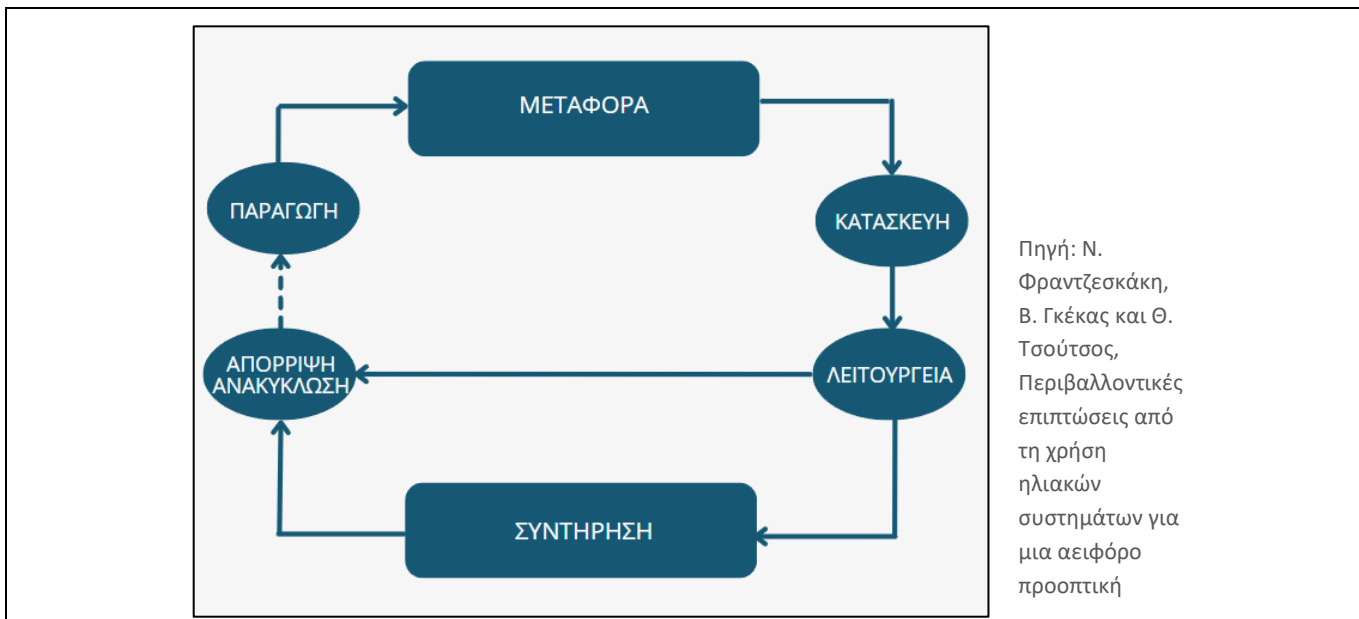 ΜΕΤΑΦΟΡΑ
ΠΑΡΑΓΩΓΗ
ΚΑΤΑΣΚΕΥΗ
ΑΠΟΡΡΙΨΗ
ΑΝΑΚΥΚΛΩΣΗ
ΛΕΙΤΟΥΡΓΕΙΑ
ΣΥΝΤΗΡΗΣΗ
Πηγή: Ν.
Φραντζεσκάκη,
Β. Γκέκας και Θ.
Τσούτσος,
Περιβαλλοντικές
επιπτώσεις από
τη χρήση
ηλιακών
συστημάτων για
μια αειφόρο
προοπτική